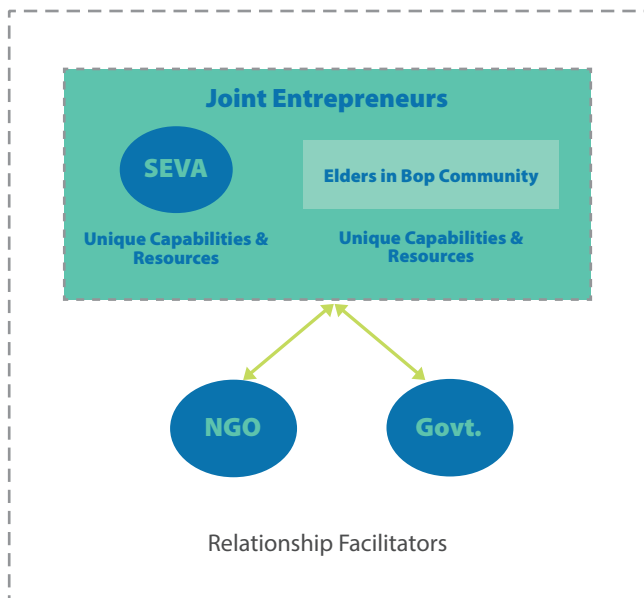 Joint Entrepreneurs
SEVA
Elders in Bop Community
Unique Capabilities &
Resources
Unique Capabilities &
Resources
NGO
Govt.
Relationship Facilitators